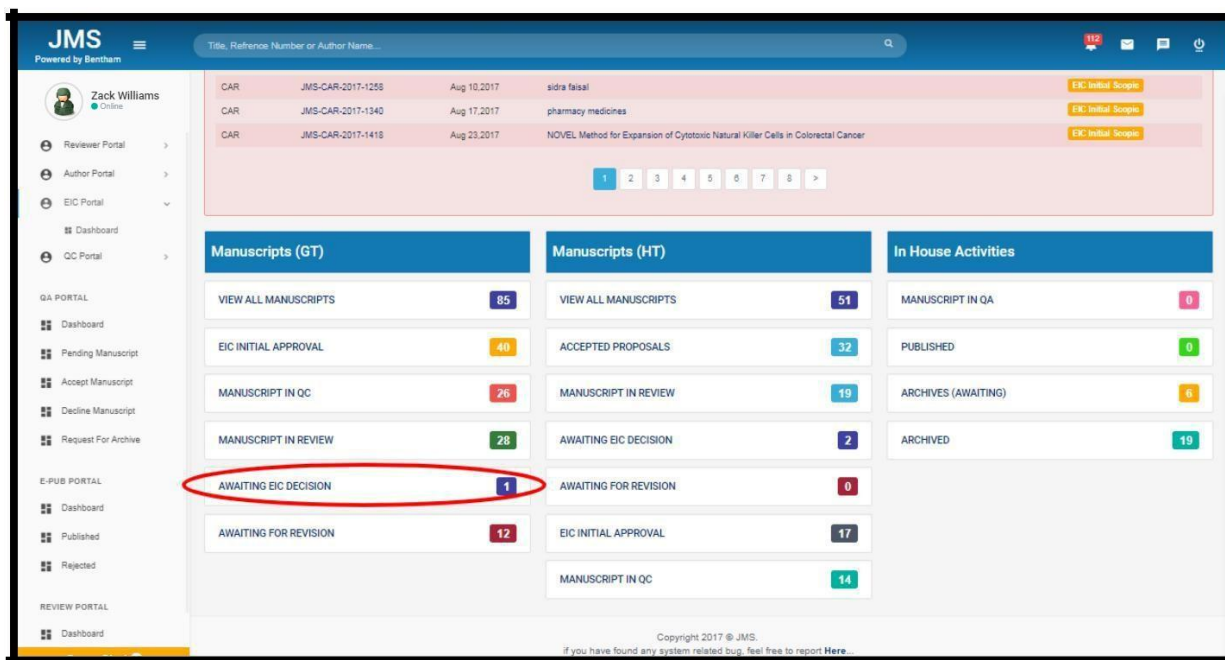 JMS
Powered by Bentham
Title, Refrence Number or Author Name...
112
Zack Williams
Online
Reviewer Portal
Author Portal
EIC Portal
Dashboard
QC Portal
QA PORTAL
Dashboard
Pending Manuscript
Accept Manuscript
Decline Manuscript
Request For Archive
E-PUB PORTAL
Dashboard
Published
Rejected
REVIEW PORTAL
Dashboard
CAR JMS-CAR-2017-1258 Aug 10,2017 sidra faisal EIC Initial Scopic
CAR JMS-CAR-2017-1340 Aug 17,2017 pharmacy medicines EIC Initial Scopic
CAR JMS-CAR-2017-1418 Aug 23,2017 NOVEL Method for Expansion of Cytotoxic Natural Killer Cells in Colorectal Cancer EIC Initial Scopic
1 2 3 4 5 6 7 8 >
Manuscripts (GT)
VIEW ALL MANUSCRIPTS 85
EIC INITIAL APPROVAL 40
MANUSCRIPT IN QC 26
MANUSCRIPT IN REVIEW 28
AWAITING EIC DECISION 1
AWAITING FOR REVISION 12
Manuscripts (HT)
VIEW ALL MANUSCRIPTS 51
ACCEPTED PROPOSALS 32
MANUSCRIPT IN REVIEW 19
AWAITING EIC DECISION 2
AWAITING FOR REVISION 0
EIC INITIAL APPROVAL 17
MANUSCRIPT IN QC 14
In House Activities
MANUSCRIPT IN QA 0
PUBLISHED 0
ARCHIVES (AWAITING) 6
ARCHIVED 19
Copyright 2017 © JMS.
if you have found any system related bug, feel free to report Here...